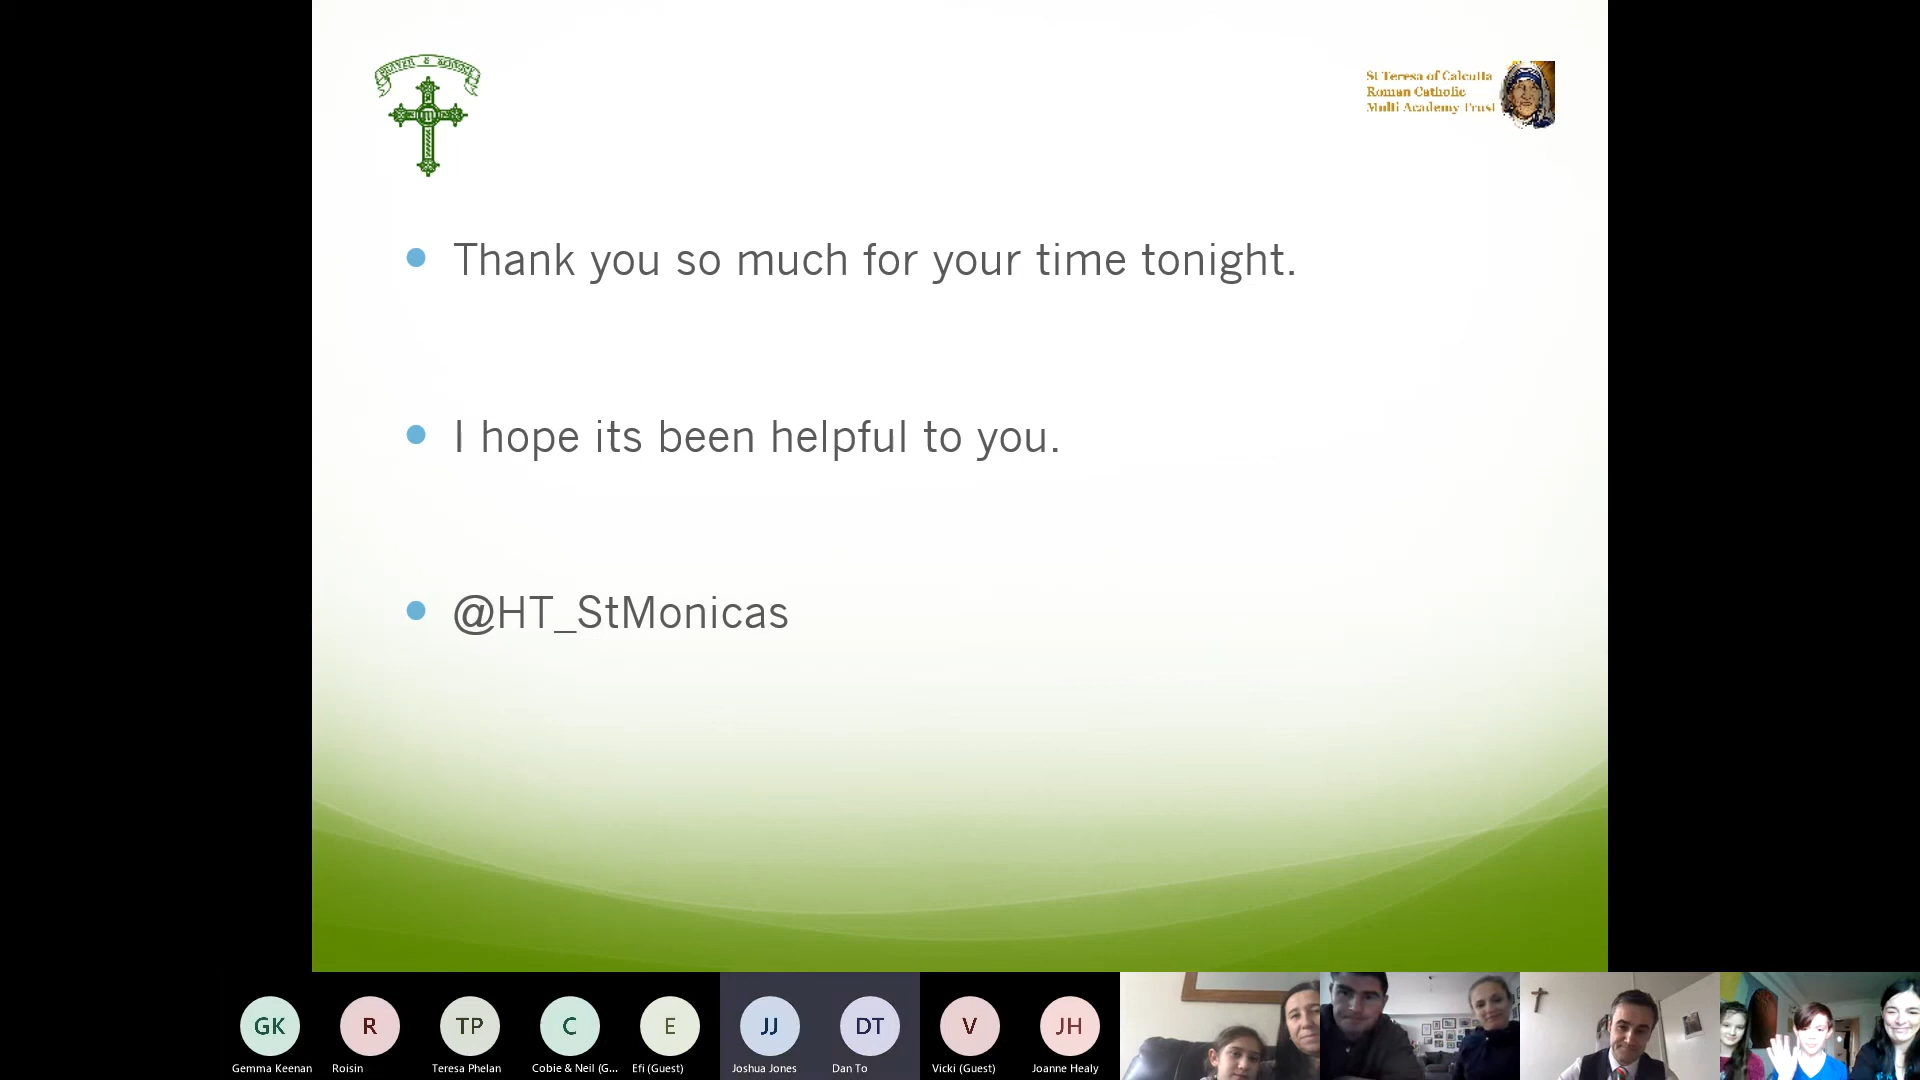 PRAYER &
St Teresa of Calcutta
Roman Catholic
Multi Academy Trust
Thank you so much for your time tonight.
I hope its been helpful to you.
@HT_StMonicas
GK
R
TP
C
E
JJ
DT
V
JH
Gemma Keenan
Roisin
Teresa Phelan
Cobie & Neil (G...
Efi (Guest)
Joshua Jones
Dan To
Vicki (Guest)
Joanne Healy